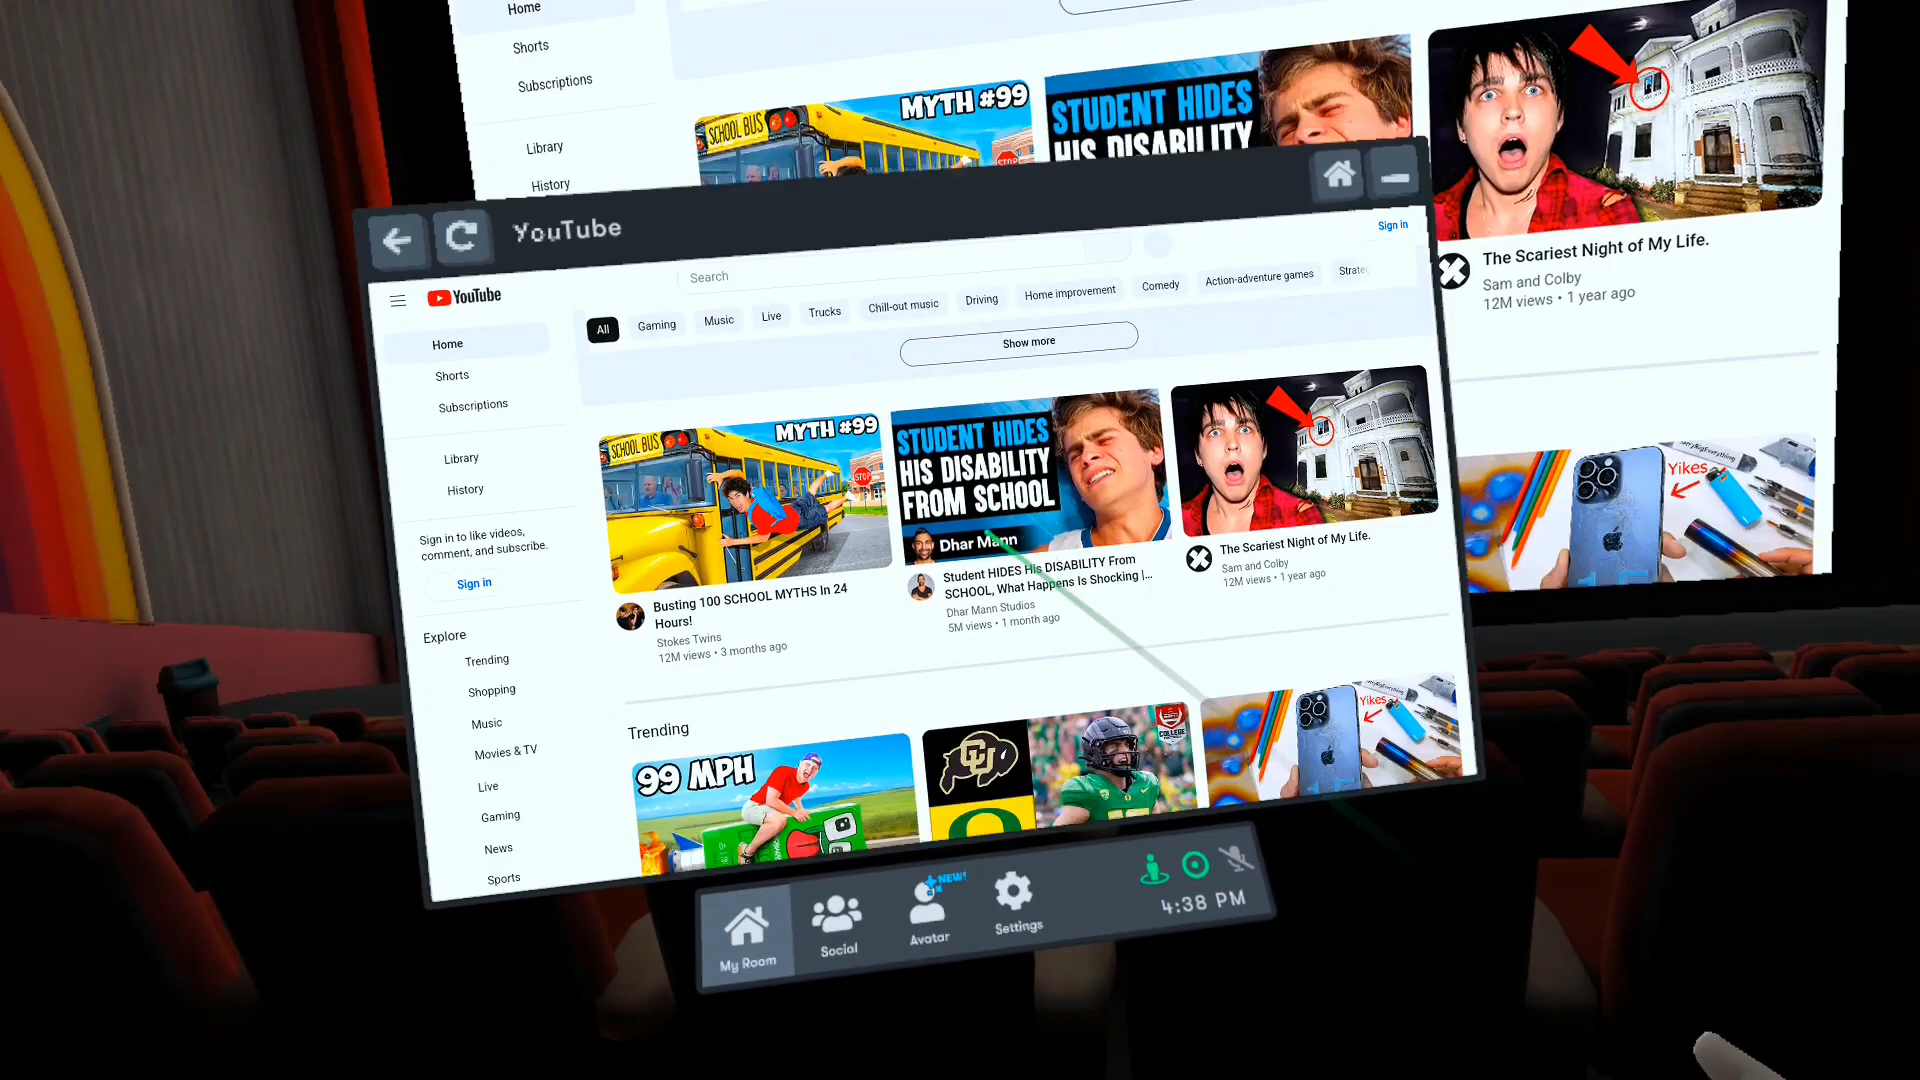 Home
Shorts
Subscriptions
Library
History
MYTH #99
SCHOOL BUS
STOP
STUDENT HIDES
HIS DISABILITY
The Scariest Night of My Life.
Sam and Colby
12M views • 1 year ago
Yikes
YouTube
Sign in
YouTube
Search
All
Gaming
Music
Live
Trucks
Chill-out music
Driving
Home improvement
Comedy
Action-adventure games
Show more
Home
Shorts
Subscriptions
Library
History
Sign in to like videos,
comment, and subscribe.
Sign in
Explore
Trending
Shopping
Music
Movies & TV
Live
Gaming
News
Sports
SCHOOL BUS
MYTH #99
STOP
Busting 100 SCHOOL MYTHS In 24
Hours!
Stokes Twins
12M views • 3 months ago
STUDENT HIDES
HIS DISABILITY
FROM SCHOOL
Dhar Mann
Student HIDES His DISABILITY From
SCHOOL, What Happens Is Shocking |...
Dhar Mann Studios
5M views • 1 month ago
The Scariest Night of My Life.
Sam and Colby
12M views • 1 year ago
Trending
99 MPH
CU
O
COLLEGE
Yikes
NEW!
My Room
Social
Avatar
Settings
4:38 PM